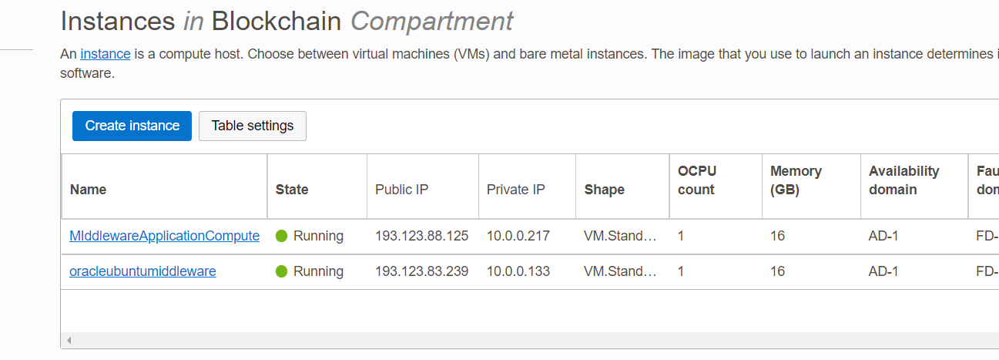 Instances in Blockchain Compartment
An instance is a compute host. Choose between virtual machines (VMs) and bare metal instances. The image that you use to launch an instance determines
software.
Create instance Table settings
Name State Public IP Private IP Shape OCPU count Memory (GB) Availability domain
MIddlewareApplicationCompute Running 193.123.88.125 10.0.0.217 VM.Stand... 1 16 AD-1 FD-
oracleubuntumiddleware Running 193.123.83.239 10.0.0.133 VM.Stand... 1 16 AD-1 FD-